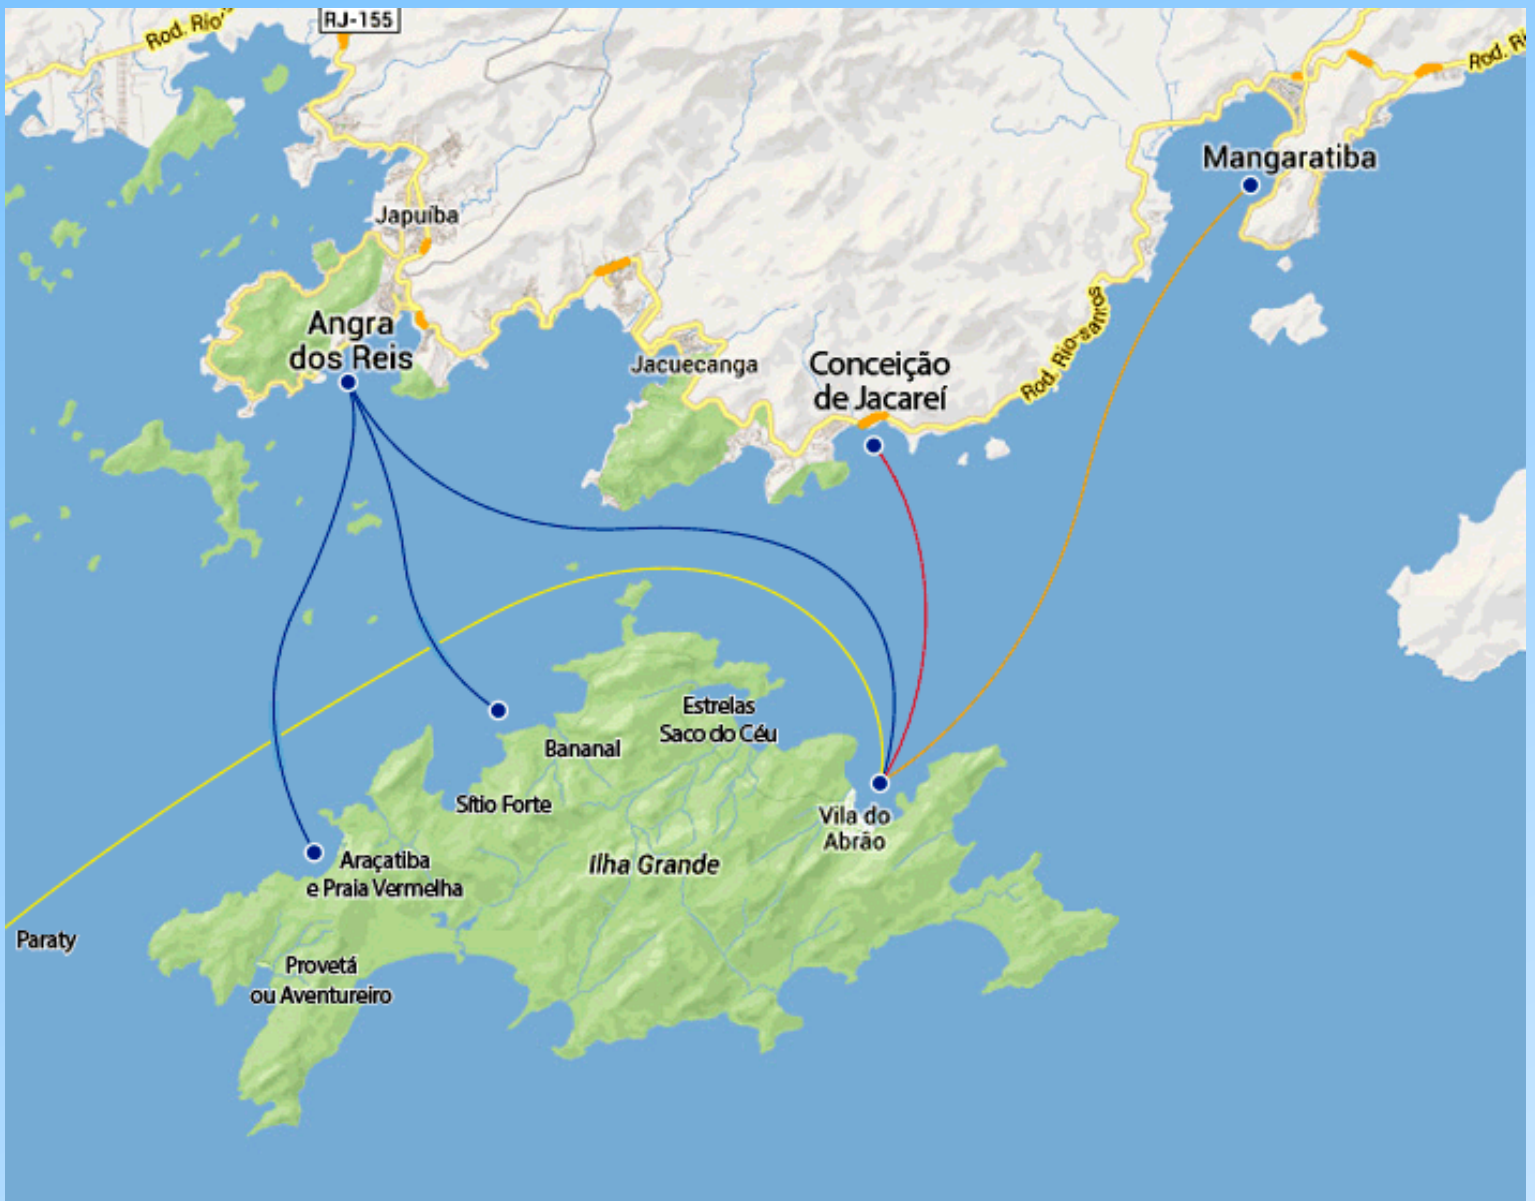 RJ-155
Rod. Rio-
Rod. Ri
Mangaratiba
Japuíba
Angra
dos Reis
Rod. Rio-Santos
Jacuecanga
Conceição
de Jacareí
Estrelas
Saco do Céu
Bananal
Sítio Forte
Vila do
Abrão
Araçatiba
e Praia Vermelha
Ilha Grande
Paraty
Provetá
ou Aventureiro